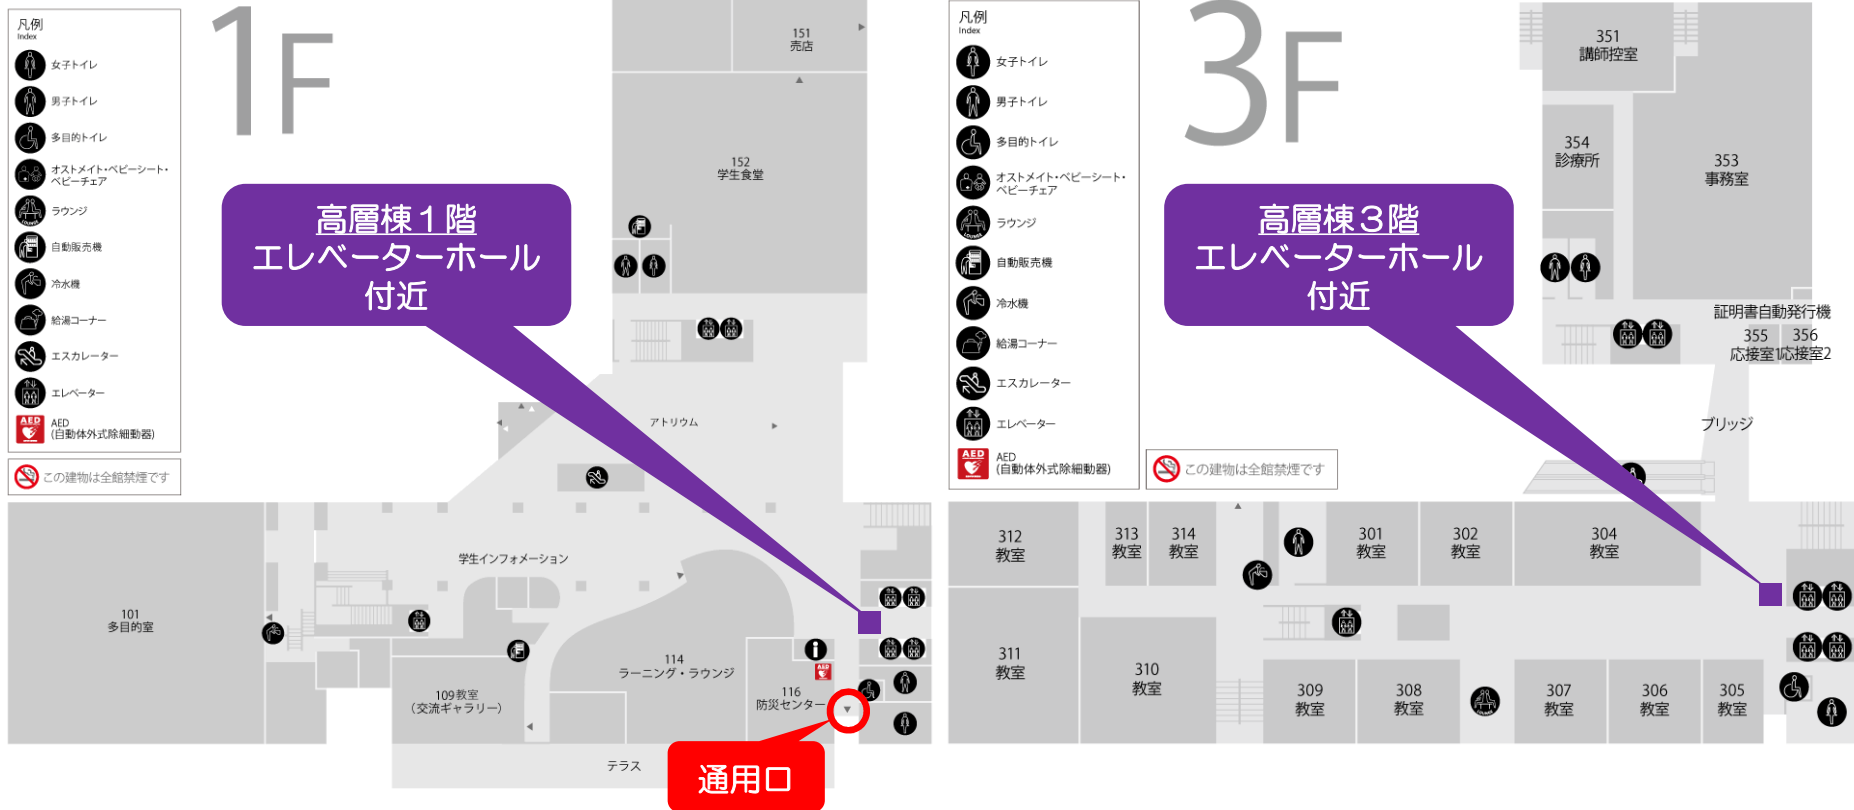 凡例
Index
女子トイレ
男子トイレ
多目的トイレ
オストメイト・ベビーシート・
ベビーチェア
ラウンジ
自動販売機
冷水機
給湯コーナー
エスカレーター
エレベーター
AED
AED
(自動体外式除細動器)
この建物は全館禁煙です
1F
151
売店
152
学生食堂
高層棟１階
エレベーターホール
付近
アトリウム
学生インフォメーション
101
多目的室
114
ラーニング・ラウンジ
109教室
（交流ギャラリー）
116
防災センター
AED
テラス
通用口
凡例
Index
女子トイレ
男子トイレ
多目的トイレ
オストメイト・ベビーシート・
ベビーチェア
ラウンジ
自動販売機
冷水機
給湯コーナー
エスカレーター
エレベーター
AED
AED
(自動体外式除細動器)
この建物は全館禁煙です
3F
351
講師控室
354
診療所
353
事務室
高層棟３階
エレベーターホール
付近
証明書自動発行機
355
応接室1
356
応接室2
ブリッジ
312
教室
313
教室
314
教室
301
教室
302
教室
304
教室
311
教室
310
教室
309
教室
308
教室
307
教室
306
教室
305
教室